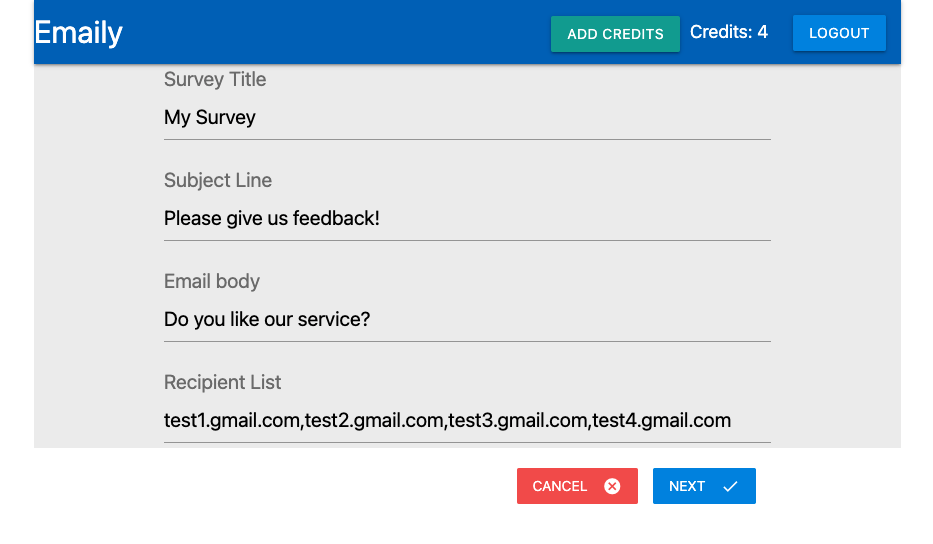 Emaily
ADD CREDITS
Credits: 4
LOGOUT
Survey Title
My Survey
Subject Line
Please give us feedback!
Email body
Do you like our service?
Recipient List
test1.gmail.com,test2.gmail.com,test3.gmail.com,test4.gmail.com
CANCEL
NEXT